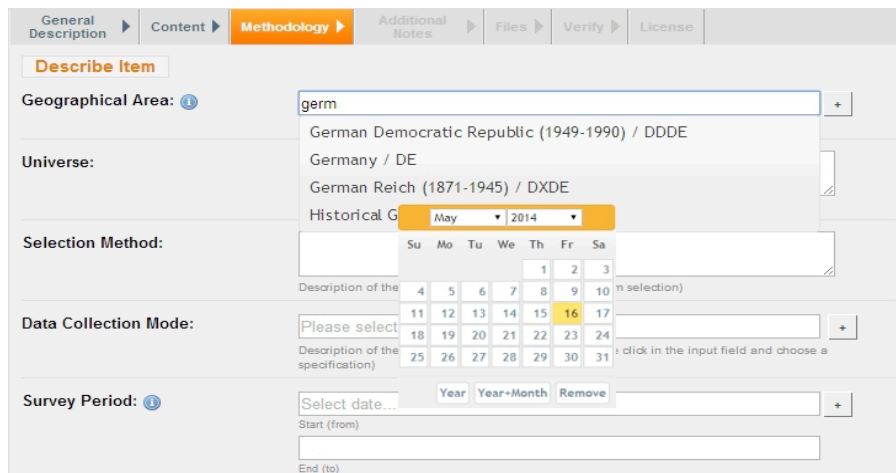 General Description Content Methodology Additional Notes Files Verify License
Describe Item
Geographical Area:
germ
+
German Democratic Republic (1949-1990) / DDDE
Germany / DE
German Reich (1871-1945) / DXDE
Historical G
Universe:
May 2014
Su Mo Tu We Th Fr Sa
1 2 3
4 5 6 7 8 9 10
11 12 13 14 15 16 17
18 19 20 21 22 23 24
25 26 27 28 29 30 31
Year Year+Month Remove
Selection Method:
Description of the
selection)
Data Collection Mode:
Please select
+
Description of the
click in the input field and choose a
specification)
Survey Period:
Select date...
+
Start (from)
End (to)